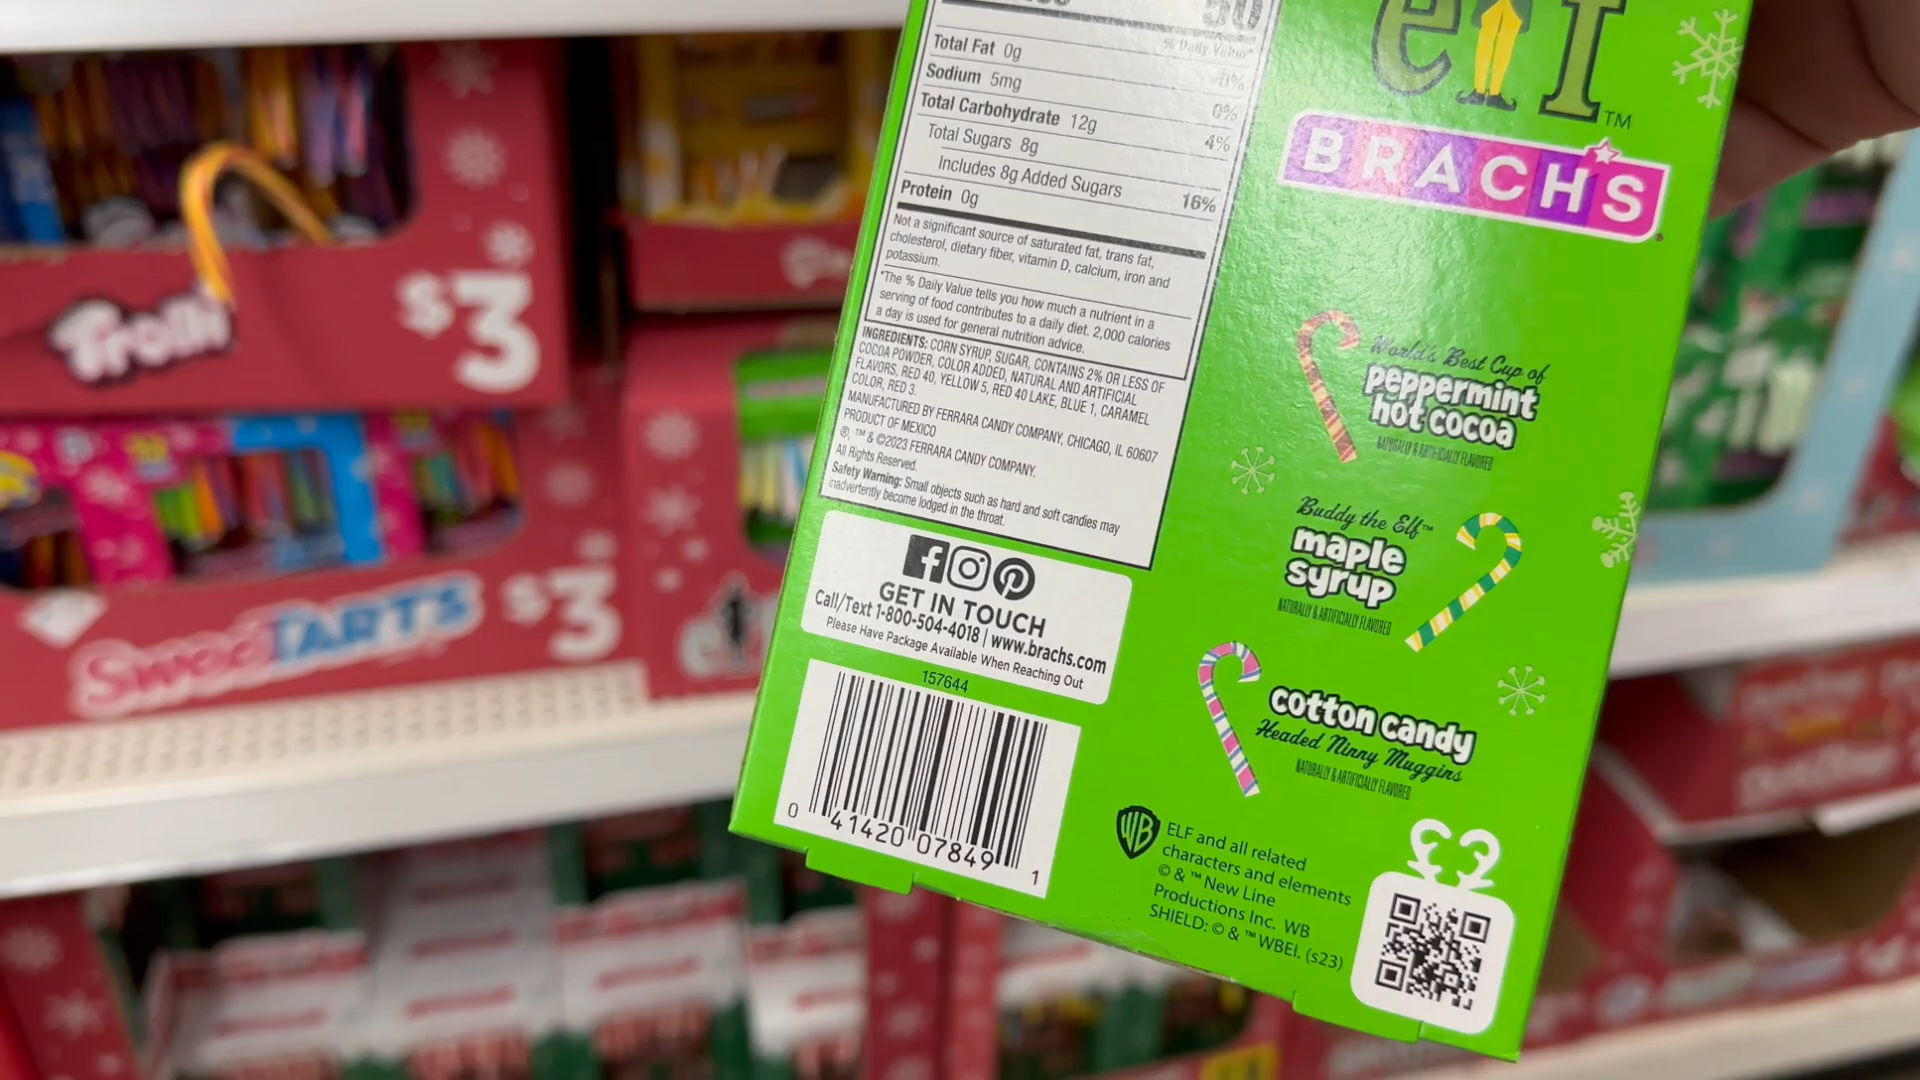 50
% Daily Value*
Total Fat 0g 0%
Sodium 5mg 0%
Total Carbohydrate 12g 4%
Total Sugars 8g
Includes 8g Added Sugars 16%
Protein 0g
Not a significant source of saturated fat, trans fat,
cholesterol, dietary fiber, vitamin D, calcium, iron and
potassium.
*The % Daily Value tells you how much a nutrient in a
serving of food contributes to a daily diet. 2,000 calories
a day is used for general nutrition advice.
INGREDIENTS: CORN SYRUP, SUGAR, CONTAINS 2% OR LESS OF
COCOA POWDER, COLOR ADDED, NATURAL AND ARTIFICIAL
FLAVORS, RED 40, YELLOW 5, RED 40 LAKE, BLUE 1, CARAMEL
COLOR, RED 3.
MANUFACTURED BY FERRARA CANDY COMPANY, CHICAGO, IL 60607
PRODUCT OF MEXICO
®, ™ & ©2023 FERRARA CANDY COMPANY.
All Rights Reserved.
Safety Warning: Small objects such as hard and soft candies may
inadvertently become lodged in the throat.
GET IN TOUCH
Call/Text 1-800-504-4018 | www.brachs.com
Please Have Package Available When Reaching Out
157644
0 41420 07849 1
elf™
BRACH'S
World's Best Cup of
peppermint
hot cocoa
NATURALLY & ARTIFICIALLY FLAVORED
Buddy the Elf™
maple
syrup
NATURALLY & ARTIFICIALLY FLAVORED
cotton candy
Headed Ninny Muggins
NATURALLY & ARTIFICIALLY FLAVORED
WB
ELF and all related
characters and elements
© & ™ New Line
Productions Inc. WB
SHIELD: © & ™ WBEI. (s23)
Trolli
$3
SweeTARTS
$3
elf